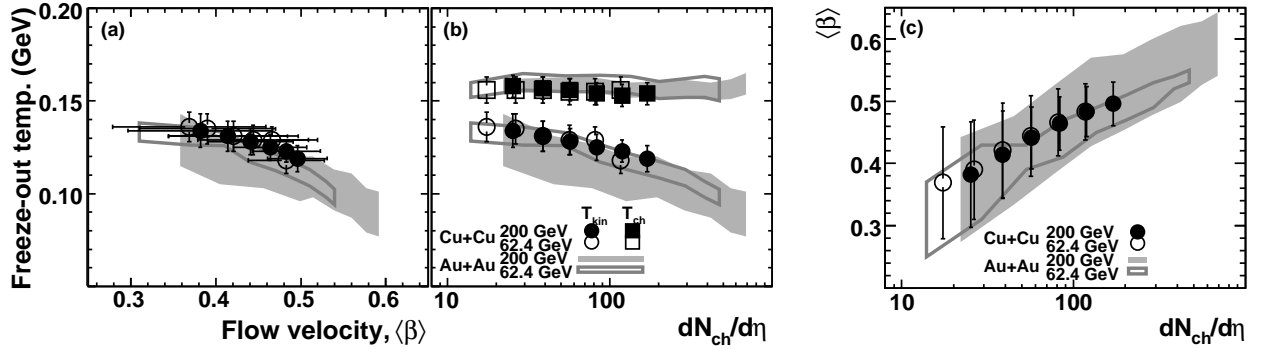 (a)
Freeze-out temp. (GeV)
0.20
0.15
0.10
0.3 0.4 0.5 0.6
Flow velocity, ⟨β⟩
(b)
T_kin T_ch
Cu+Cu 200 GeV
62.4 GeV
Au+Au 200 GeV
62.4 GeV
10 100
dN_ch/dη
(c)
⟨β⟩
0.6
0.5
0.4
0.3
Cu+Cu 200 GeV
62.4 GeV
Au+Au 200 GeV
62.4 GeV
10 100
dN_ch/dη